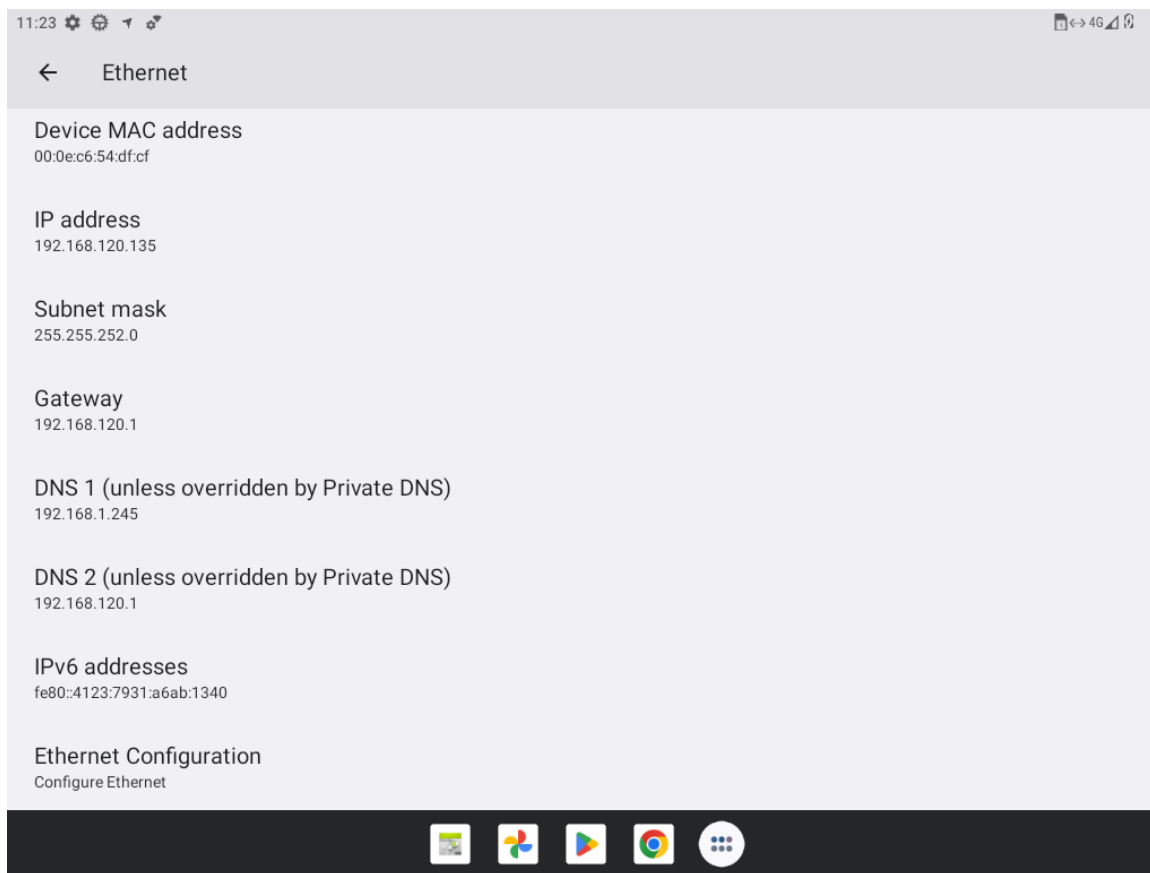 11:23
4G
Ethernet
Device MAC address
00:0e:c6:54:df:cf
IP address
192.168.120.135
Subnet mask
255.255.252.0
Gateway
192.168.120.1
DNS 1 (unless overridden by Private DNS)
192.168.1.245
DNS 2 (unless overridden by Private DNS)
192.168.120.1
IPv6 addresses
fe80::4123:7931:a6ab:1340
Ethernet Configuration
Configure Ethernet